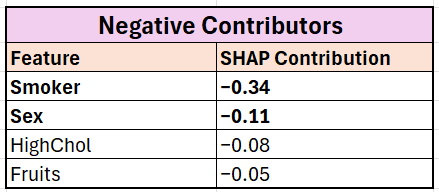 Negative Contributors
Feature SHAP Contribution
Smoker −0.34
Sex −0.11
HighChol −0.08
Fruits −0.05